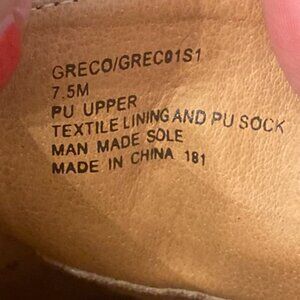 GRECO/GREC01S1
7.5M
PU UPPER
TEXTILE LINING AND PU SOCK
MAN MADE SOLE
MADE IN CHINA 181